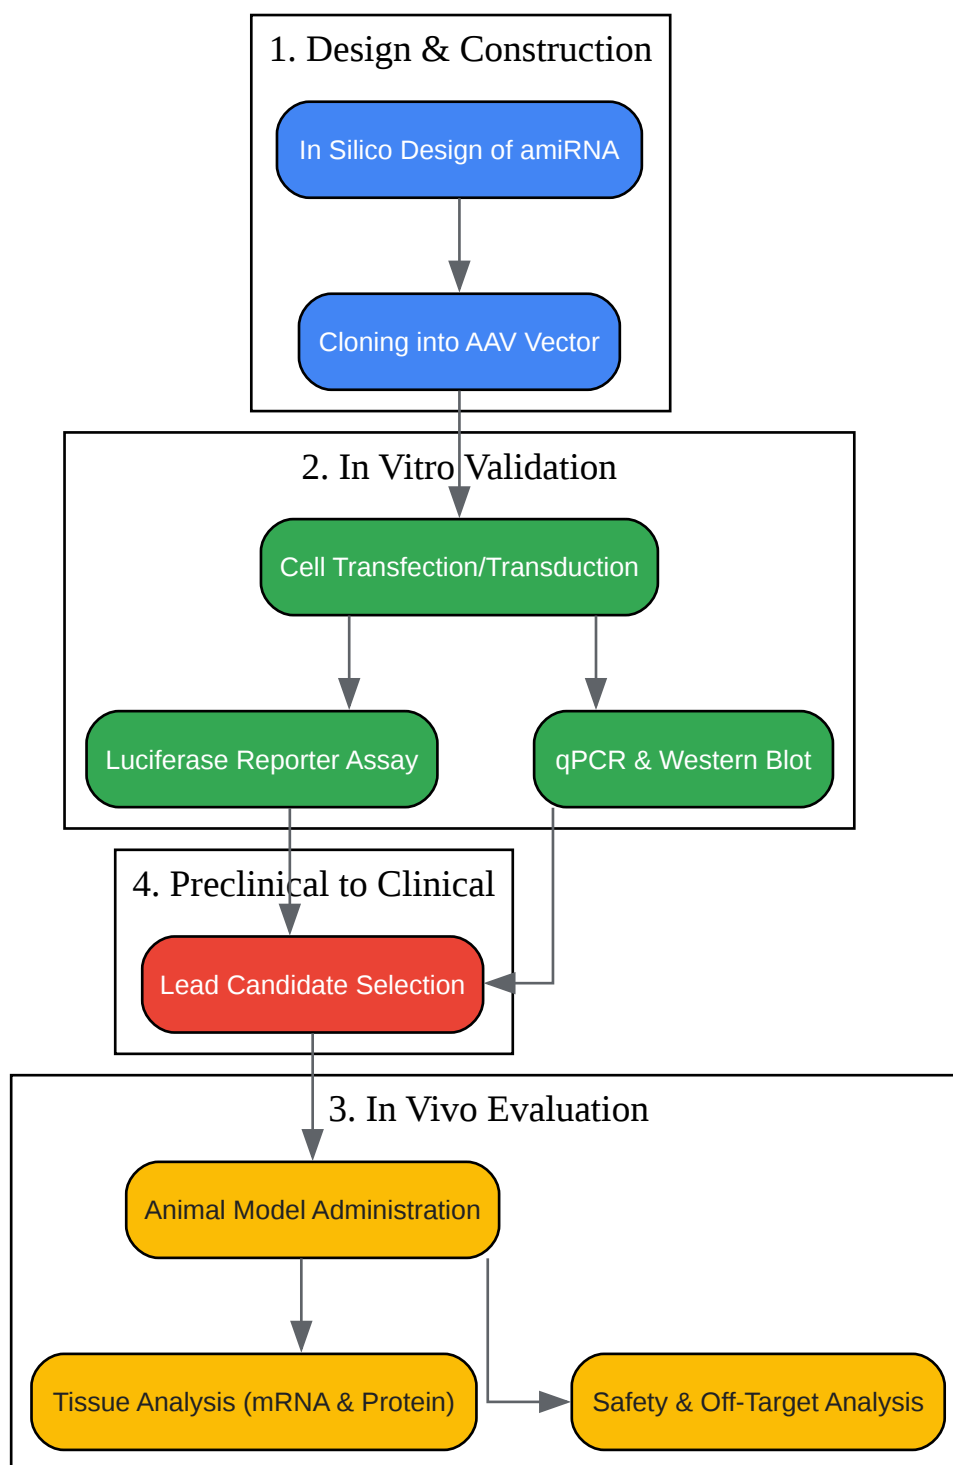 1. Design & Construction
In Silico Design of amiRNA
Cloning into AAV Vector
2. In Vitro Validation
Cell Transfection/Transduction
Luciferase Reporter Assay
qPCR & Western Blot
4. Preclinical to Clinical
Lead Candidate Selection
3. In Vivo Evaluation
Animal Model Administration
Tissue Analysis (mRNA & Protein)
Safety & Off-Target Analysis